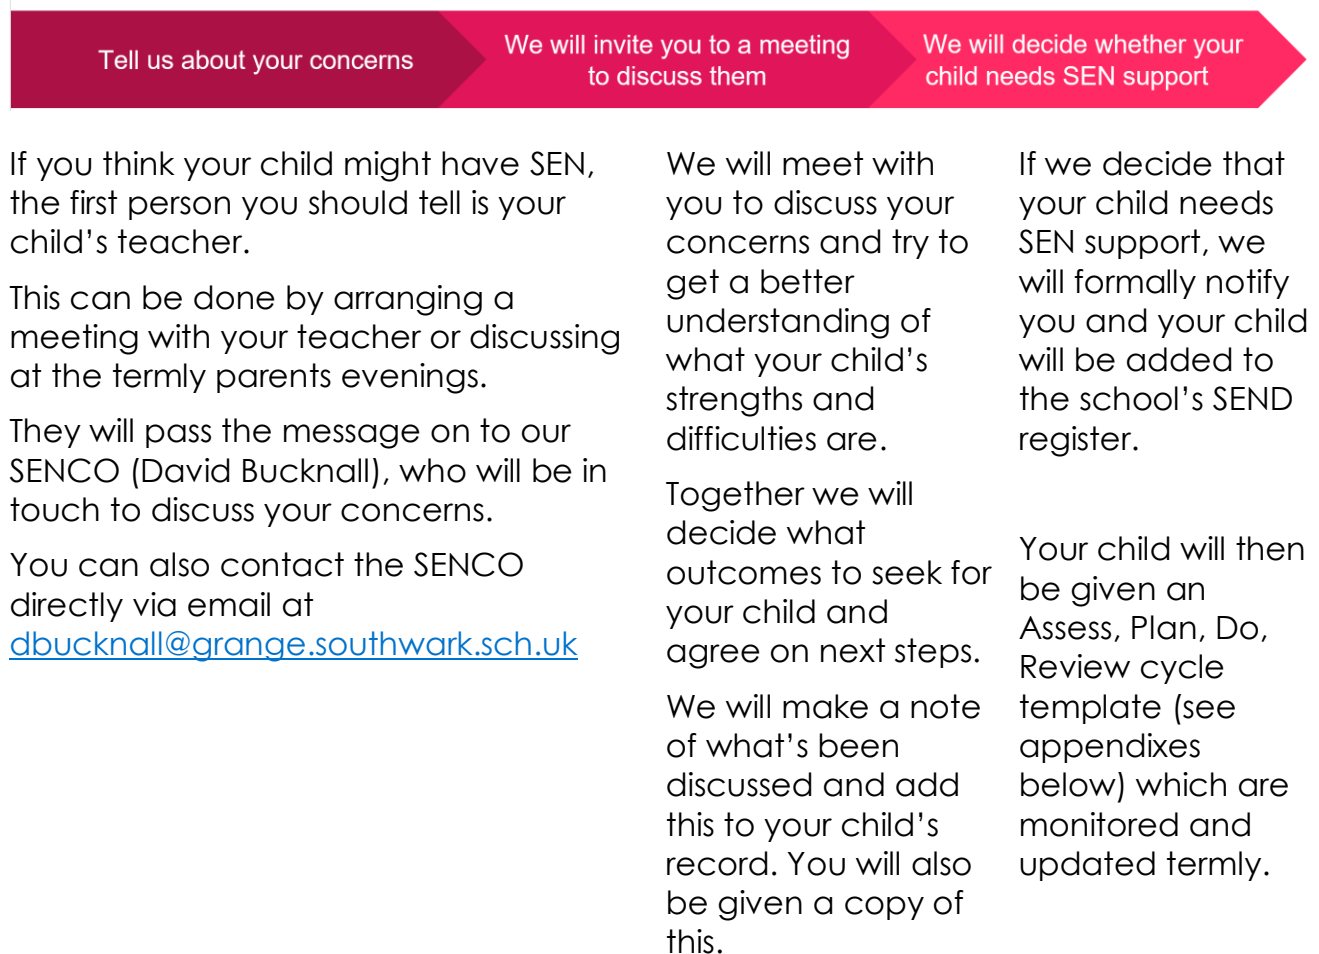 Tell us about your concerns
We will invite you to a meeting
to discuss them
We will decide whether your
child needs SEN support
If you think your child might have SEN,
the first person you should tell is your
child’s teacher.
This can be done by arranging a
meeting with your teacher or discussing
at the termly parents evenings.
They will pass the message on to our
SENCO (David Bucknall), who will be in
touch to discuss your concerns.
You can also contact the SENCO
directly via email at
dbucknall@grange.southwark.sch.uk
We will meet with
you to discuss your
concerns and try to
get a better
understanding of
what your child’s
strengths and
difficulties are.
Together we will
decide what
outcomes to seek for
your child and
agree on next steps.
We will make a note
of what’s been
discussed and add
this to your child’s
record. You will also
be given a copy of
this.
If we decide that
your child needs
SEN support, we
will formally notify
you and your child
will be added to
the school’s SEND
register.
Your child will then
be given an
Assess, Plan, Do,
Review cycle
template (see
appendixes
below) which are
monitored and
updated termly.